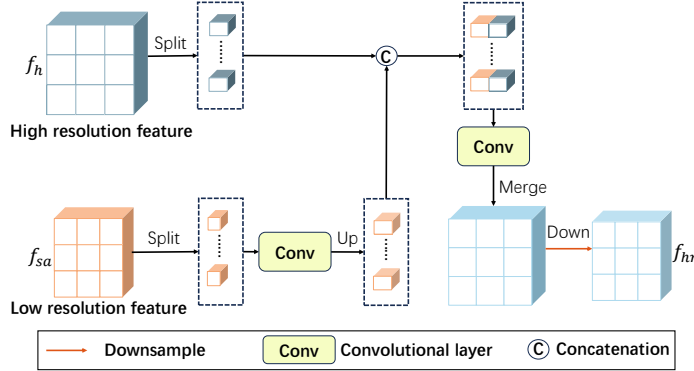 Split
f_h
C
High resolution feature
Conv
Merge
Split
Up
Down
f_sa
Conv
f_hr
Low resolution feature
Downsample
Conv
Convolutional layer
C
Concatenation